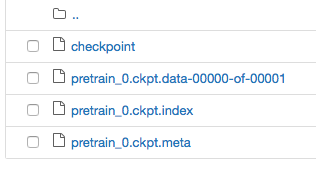 ..
checkpoint
pretrain_0.ckpt.data-00000-of-00001
pretrain_0.ckpt.index
pretrain_0.ckpt.meta